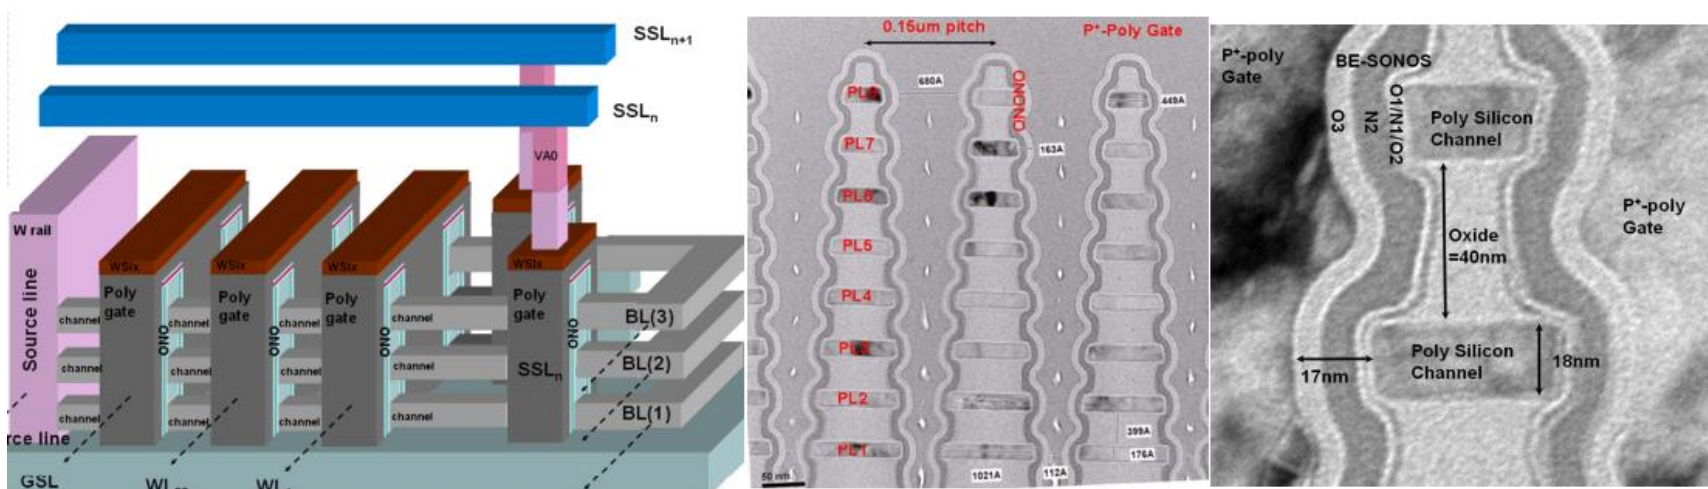 SSLn+1
SSLn
VA0
W rail
Source line
WSix
WSix
WSix
WSix
Poly gate
Poly gate
Poly gate
Poly gate
SSLn
ONO
ONO
ONO
channel
channel
channel
channel
channel
channel
channel
channel
channel
channel
channel
channel
BL(3)
BL(2)
BL(1)
rce line
GSL
WL
WL
0.15um pitch
P⁺-Poly Gate
680A
ONONO
449A
PL7
163A
PL6
PL5
PL4
PL2
399A
PL1
176A
1021A
112A
50 nm
P⁺-poly
Gate
BE-SONOS
O1/N1/O2
N2
O3
Poly Silicon
Channel
P⁺-poly
Gate
Oxide
=40nm
Poly Silicon
Channel
18nm
17nm